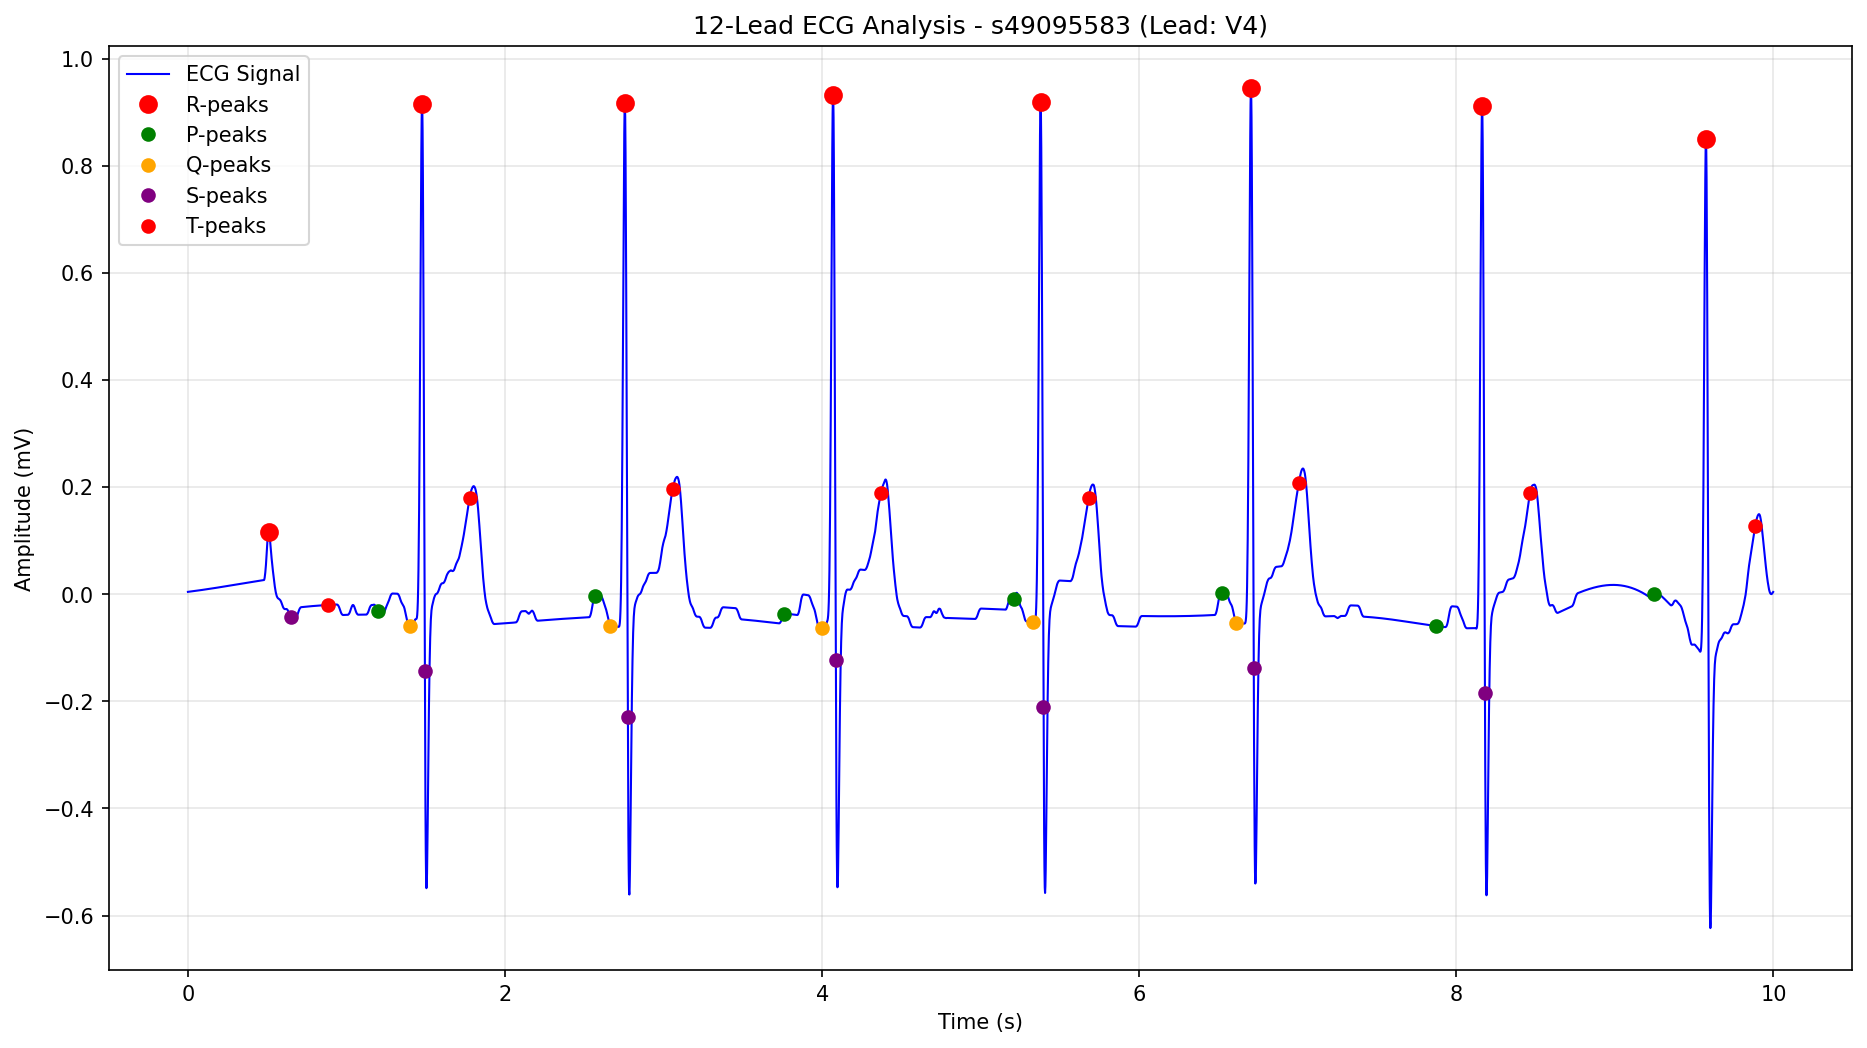 12-Lead ECG Analysis - s49095583 (Lead: V4)
ECG Signal
R-peaks
P-peaks
Q-peaks
S-peaks
T-peaks
Amplitude (mV)
1.0
0.8
0.6
0.4
0.2
0.0
−0.2
−0.4
−0.6
0 2 4 6 8 10
Time (s)